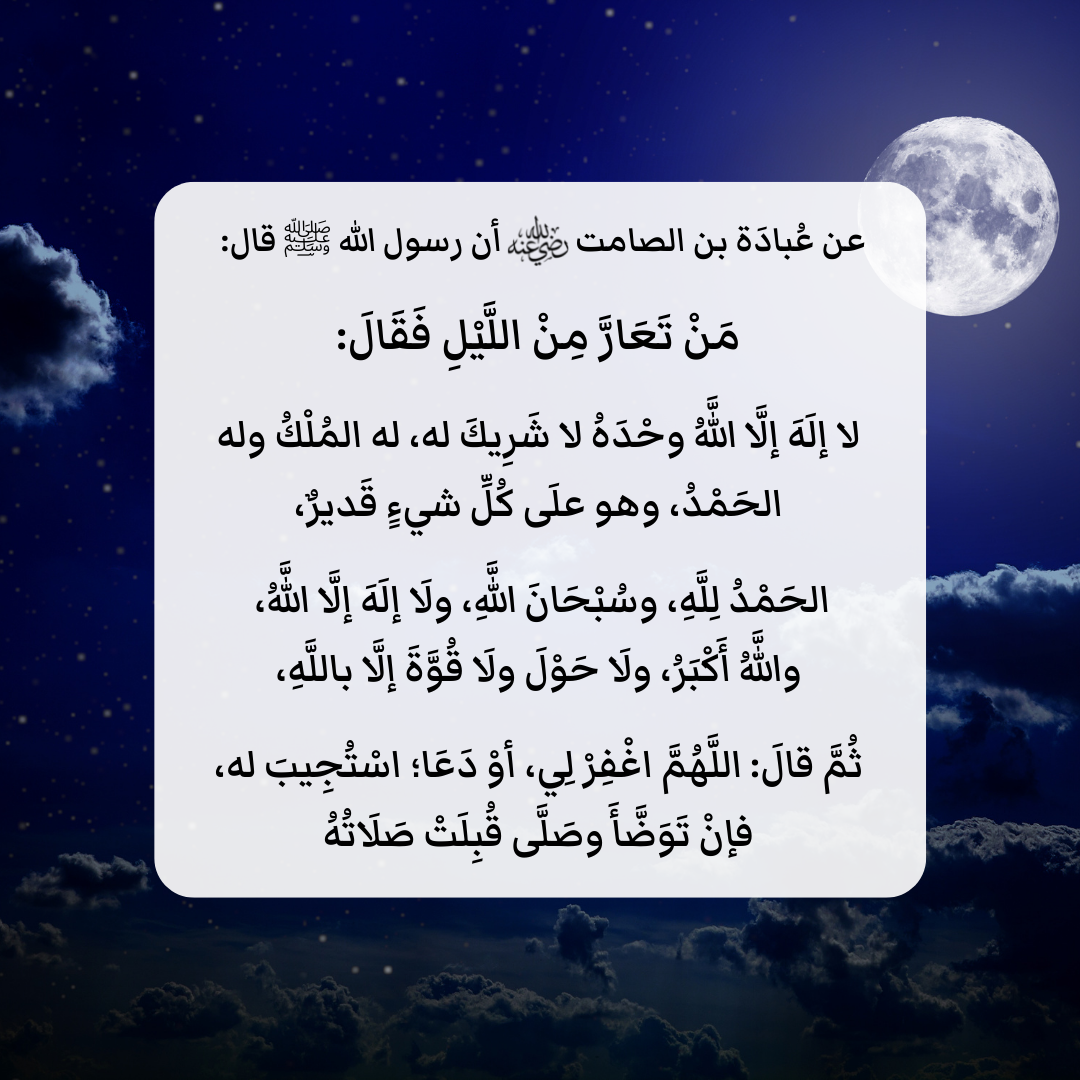 عن عُبادَة بن الصامت رضي الله عنه أن رسول الله ﷺ قال:
مَنْ تَعَارَّ مِنْ اللَّيْلِ فَقَالَ:
لا إلَهَ إلَّا اللَّهُ وحْدَهُ لا شَرِيكَ له، له المُلْكُ وله
الحَمْدُ، وهو علَى كُلِّ شيءٍ قَديرٌ،
الحَمْدُ لِلَّهِ، وسُبْحَانَ اللَّهِ، ولَا إلَهَ إلَّا اللَّهُ،
واللَّهُ أَكْبَرُ، ولَا حَوْلَ ولَا قُوَّةَ إلَّا باللَّهِ،
ثُمَّ قالَ: اللَّهُمَّ اغْفِرْ لِي، أوْ دَعَا؛ اسْتُجِيبَ له،
فإنْ تَوَضَّأَ وصَلَّى قُبِلَتْ صَلَاتُهُ